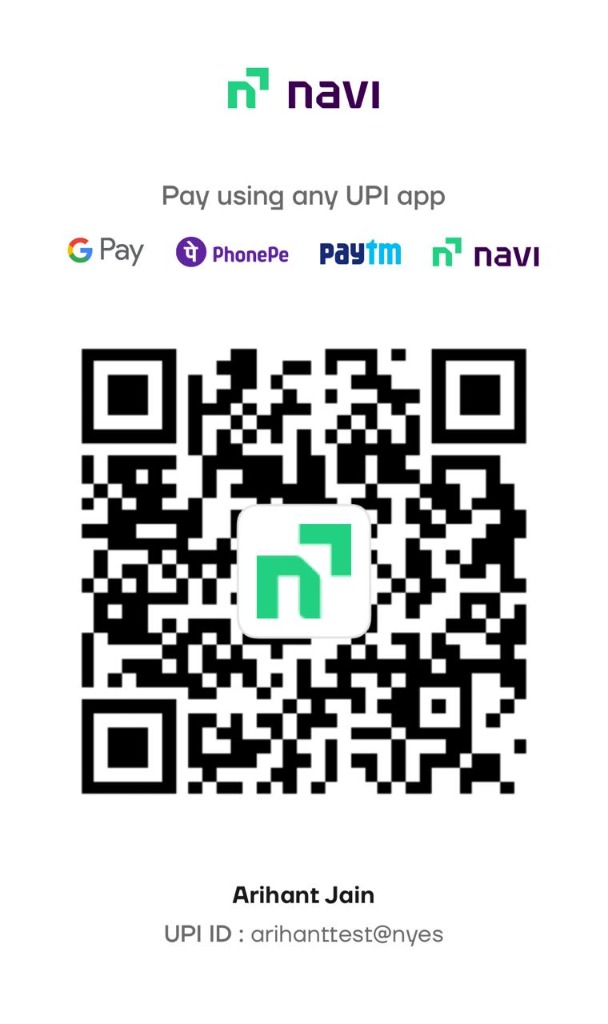 navi
Pay using any UPI app
G Pay पे PhonePe paytm navi
Arihant Jain
UPI ID : arihanttest@nyes